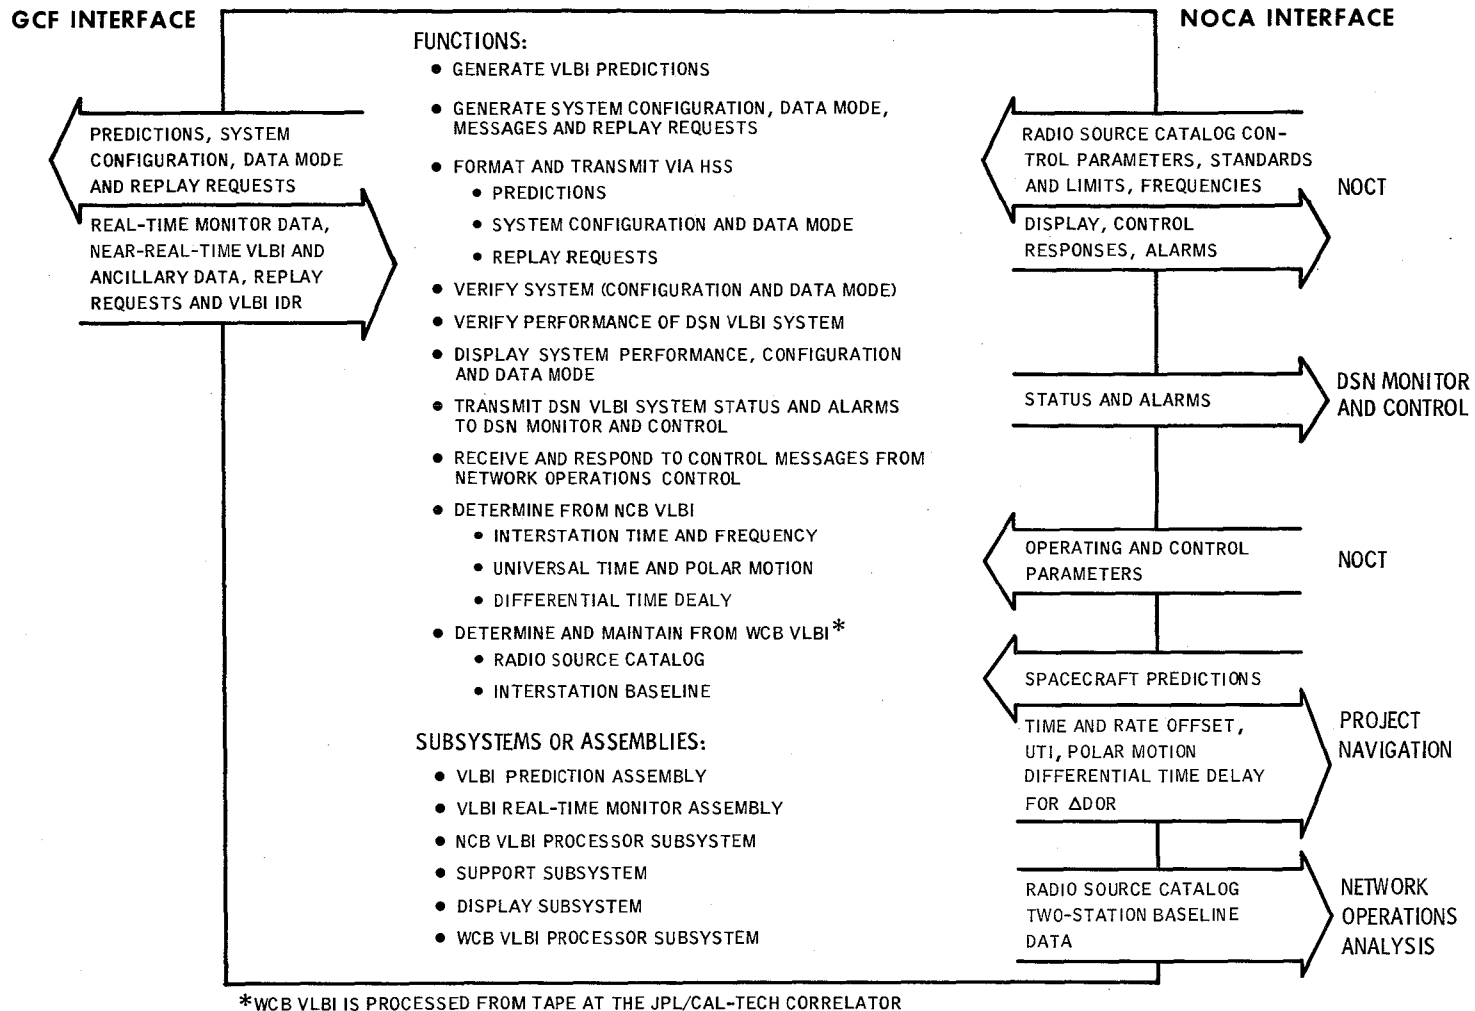 GCF INTERFACE
NOCA INTERFACE
PREDICTIONS, SYSTEM
CONFIGURATION, DATA MODE
AND REPLAY REQUESTS
REAL-TIME MONITOR DATA,
NEAR-REAL-TIME VLBI AND
ANCILLARY DATA, REPLAY
REQUESTS AND VLBI IDR
FUNCTIONS:
• GENERATE VLBI PREDICTIONS
• GENERATE SYSTEM CONFIGURATION, DATA MODE,
MESSAGES AND REPLAY REQUESTS
• FORMAT AND TRANSMIT VIA HSS
• PREDICTIONS
• SYSTEM CONFIGURATION AND DATA MODE
• REPLAY REQUESTS
• VERIFY SYSTEM (CONFIGURATION AND DATA MODE)
• VERIFY PERFORMANCE OF DSN VLBI SYSTEM
• DISPLAY SYSTEM PERFORMANCE, CONFIGURATION
AND DATA MODE
• TRANSMIT DSN VLBI SYSTEM STATUS AND ALARMS
TO DSN MONITOR AND CONTROL
• RECEIVE AND RESPOND TO CONTROL MESSAGES FROM
NETWORK OPERATIONS CONTROL
• DETERMINE FROM NCB VLBI
• INTERSTATION TIME AND FREQUENCY
• UNIVERSAL TIME AND POLAR MOTION
• DIFFERENTIAL TIME DEALY
• DETERMINE AND MAINTAIN FROM WCB VLBI*
• RADIO SOURCE CATALOG
• INTERSTATION BASELINE
SUBSYSTEMS OR ASSEMBLIES:
• VLBI PREDICTION ASSEMBLY
• VLBI REAL-TIME MONITOR ASSEMBLY
• NCB VLBI PROCESSOR SUBSYSTEM
• SUPPORT SUBSYSTEM
• DISPLAY SUBSYSTEM
• WCB VLBI PROCESSOR SUBSYSTEM
RADIO SOURCE CATALOG CON-
TROL PARAMETERS, STANDARDS
AND LIMITS, FREQUENCIES
NOCT
DISPLAY, CONTROL
RESPONSES, ALARMS
STATUS AND ALARMS
DSN MONITOR
AND CONTROL
OPERATING AND CONTROL
PARAMETERS
NOCT
SPACECRAFT PREDICTIONS
TIME AND RATE OFFSET,
UTI, POLAR MOTION
DIFFERENTIAL TIME DELAY
FOR ΔDOR
PROJECT
NAVIGATION
RADIO SOURCE CATALOG
TWO-STATION BASELINE
DATA
NETWORK
OPERATIONS
ANALYSIS
*WCB VLBI IS PROCESSED FROM TAPE AT THE JPL/CAL-TECH CORRELATOR